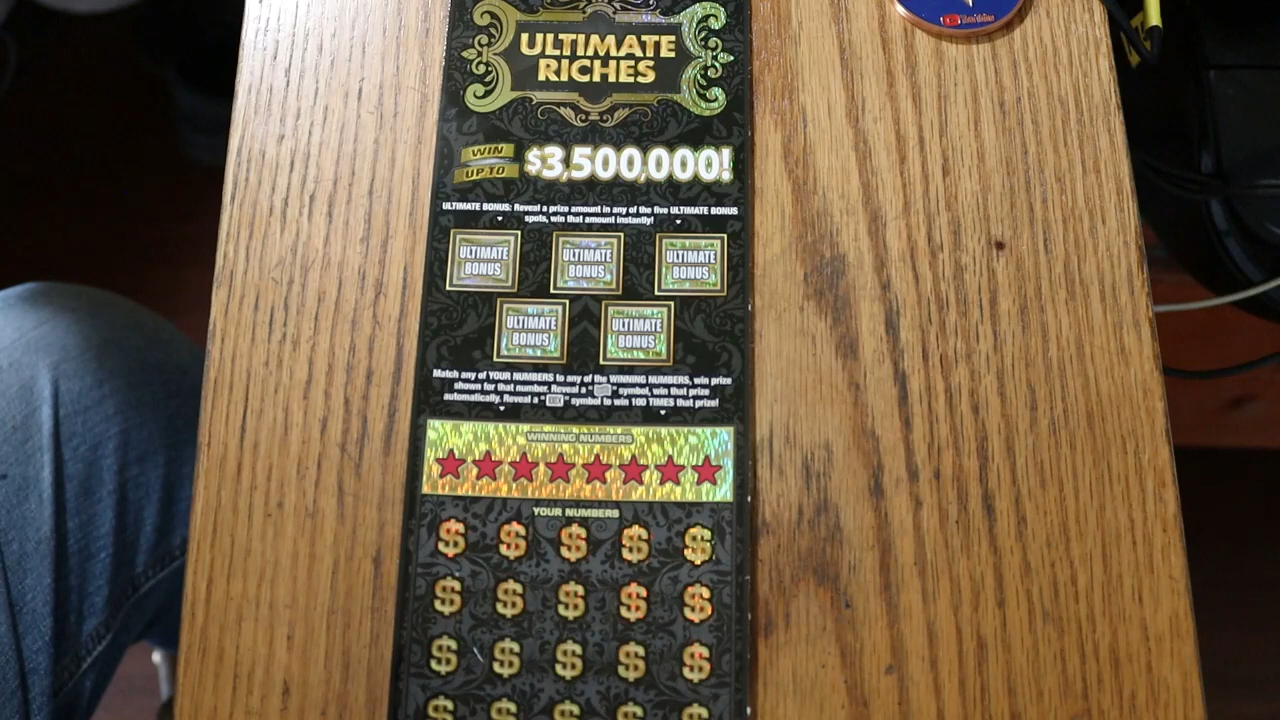 ULTIMATE
RICHES
WIN
UP TO
$3,500,000!
ULTIMATE BONUS: Reveal a prize amount in any of the five ULTIMATE BONUS
spots, win that amount instantly!
ULTIMATE
BONUS
ULTIMATE
BONUS
ULTIMATE
BONUS
ULTIMATE
BONUS
ULTIMATE
BONUS
Match any of YOUR NUMBERS to any of the WINNING NUMBERS, win prize
shown for that number. Reveal a " " symbol, win that prize
automatically. Reveal a " " symbol to win 100 TIMES that prize!
WINNING NUMBERS
YOUR NUMBERS
$ $ $ $ $
$ $ $ $ $
$ $ $ $ $
$ $ $ $ $